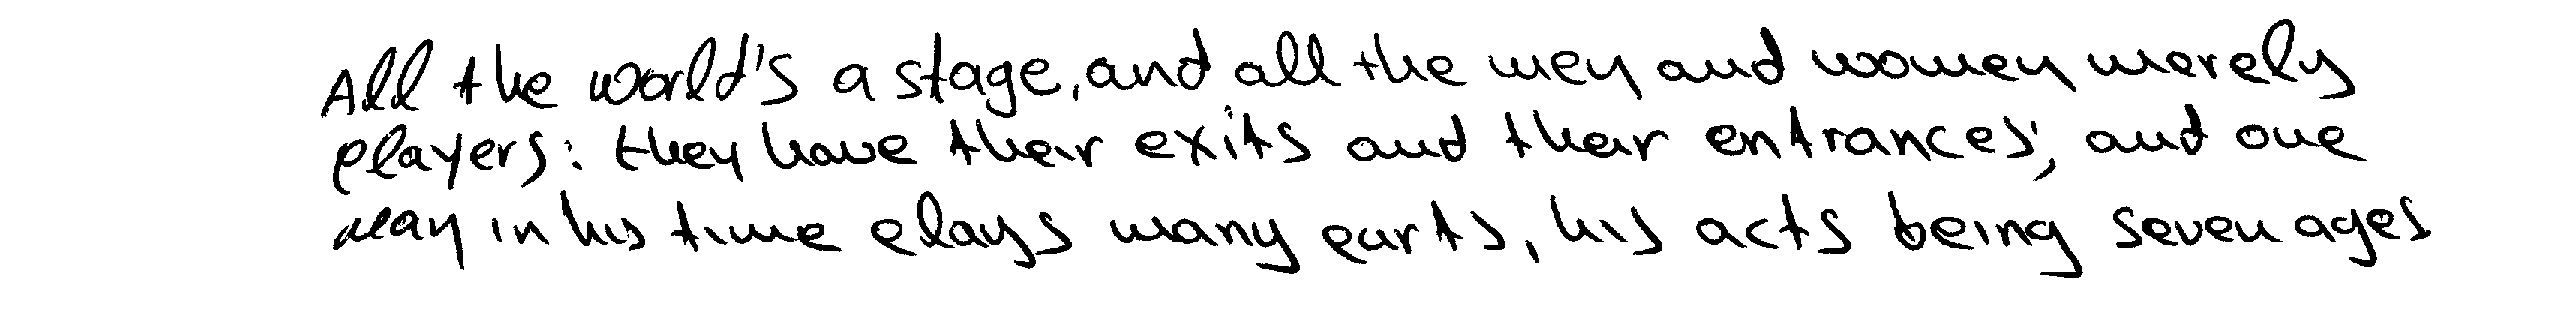 All the world's a stage, and all the men and women merely
players: they have their exits and their entrances; and one
man in his time plays many parts, his acts being seven ages